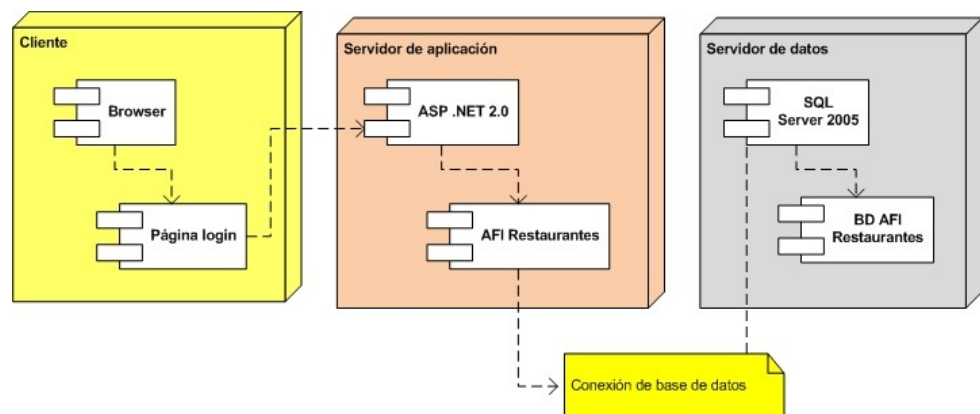 Cliente
Browser
Página login
Servidor de aplicación
ASP .NET 2.0
AFI Restaurantes
Servidor de datos
SQL
Server 2005
BD AFI
Restaurantes
Conexión de base de datos